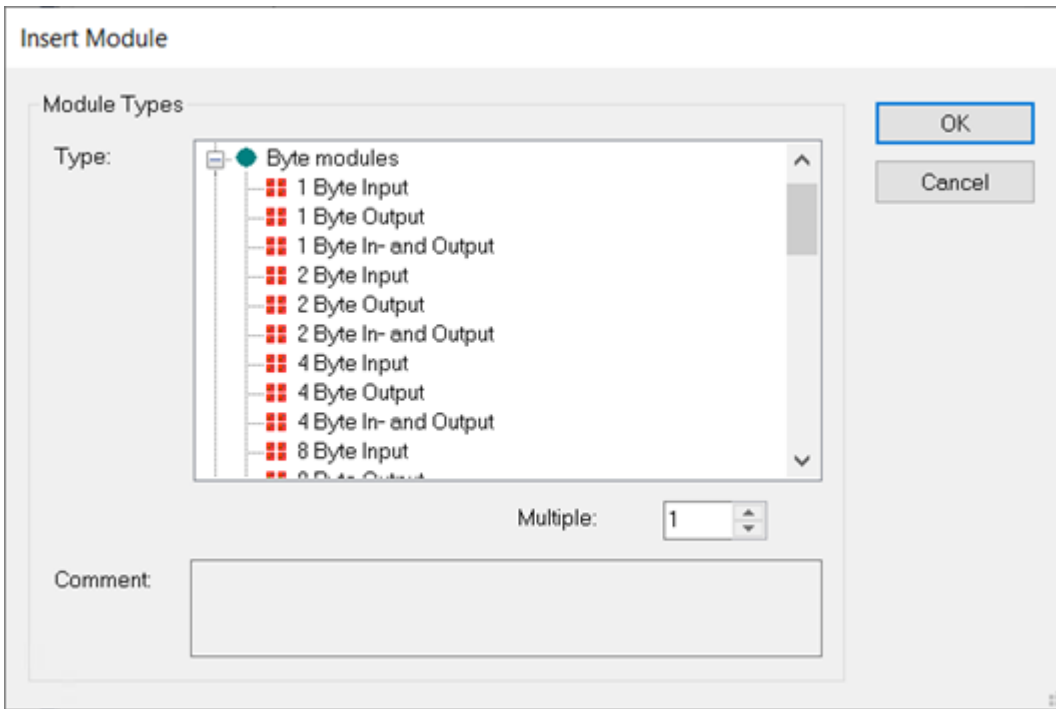 Insert Module
Module Types
Type:
Byte modules
1 Byte Input
1 Byte Output
1 Byte In- and Output
2 Byte Input
2 Byte Output
2 Byte In- and Output
4 Byte Input
4 Byte Output
4 Byte In- and Output
8 Byte Input
Multiple:
1
Comment:
OK
Cancel